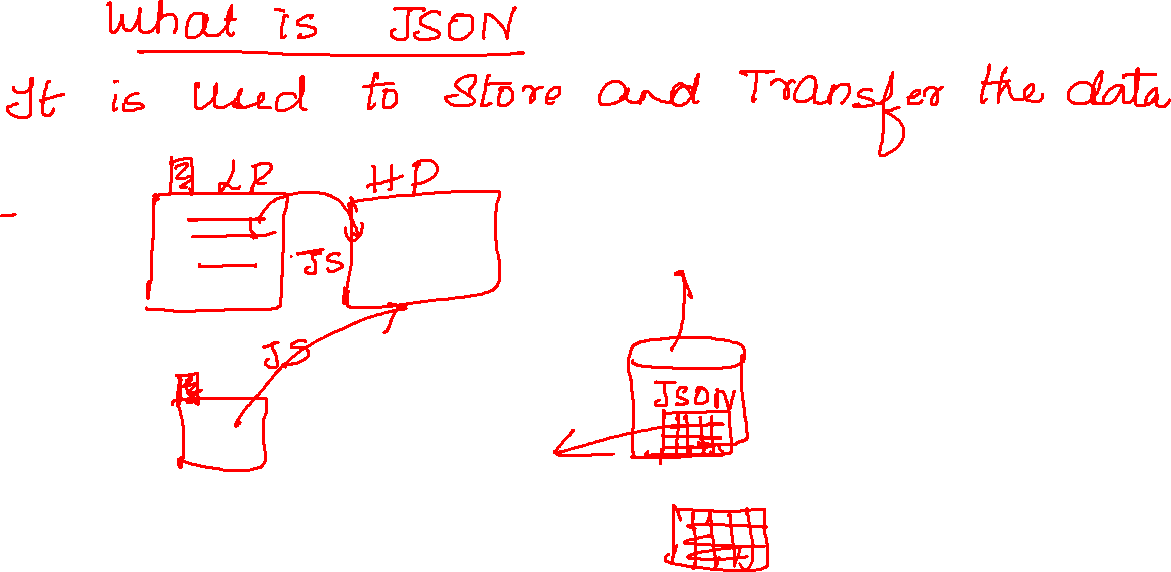 What is JSON
It is used to Store and Transfer the data
LP HP
JS
JS
JSON